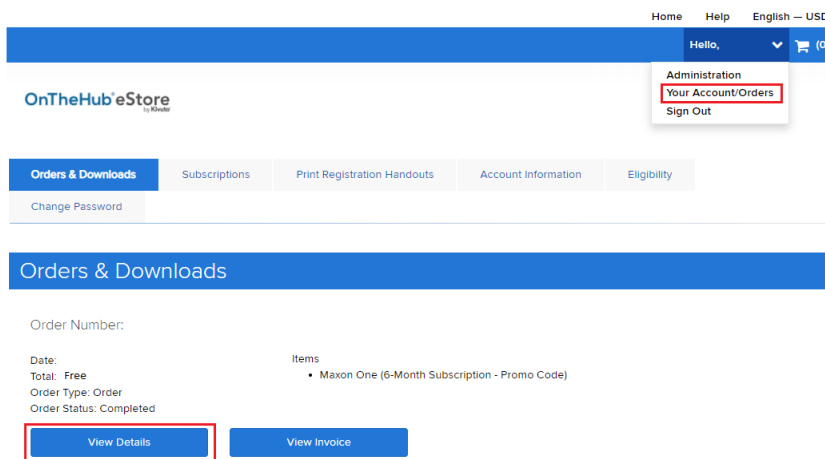 Home Help English — USD
Hello, (0
Administration
Your Account/Orders
Sign Out
OnTheHub eStore
by Kivuto
Orders & Downloads Subscriptions Print Registration Handouts Account Information Eligibility
Change Password
Orders & Downloads
Order Number:
Date:
Total: Free
Order Type: Order
Order Status: Completed
Items
• Maxon One (6-Month Subscription - Promo Code)
View Details View Invoice